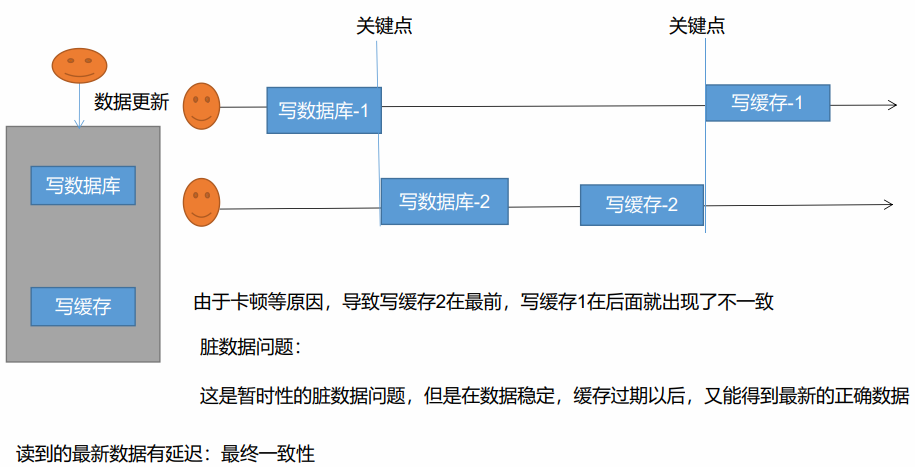 关键点
关键点
数据更新
写数据库-1
写缓存-1
写数据库
写数据库-2
写缓存-2
写缓存
由于卡顿等原因，导致写缓存2在最前，写缓存1在后面就出现了不一致
脏数据问题：
这是暂时性的脏数据问题，但是在数据稳定，缓存过期以后，又能得到最新的正确数据
读到的最新数据有延迟：最终一致性